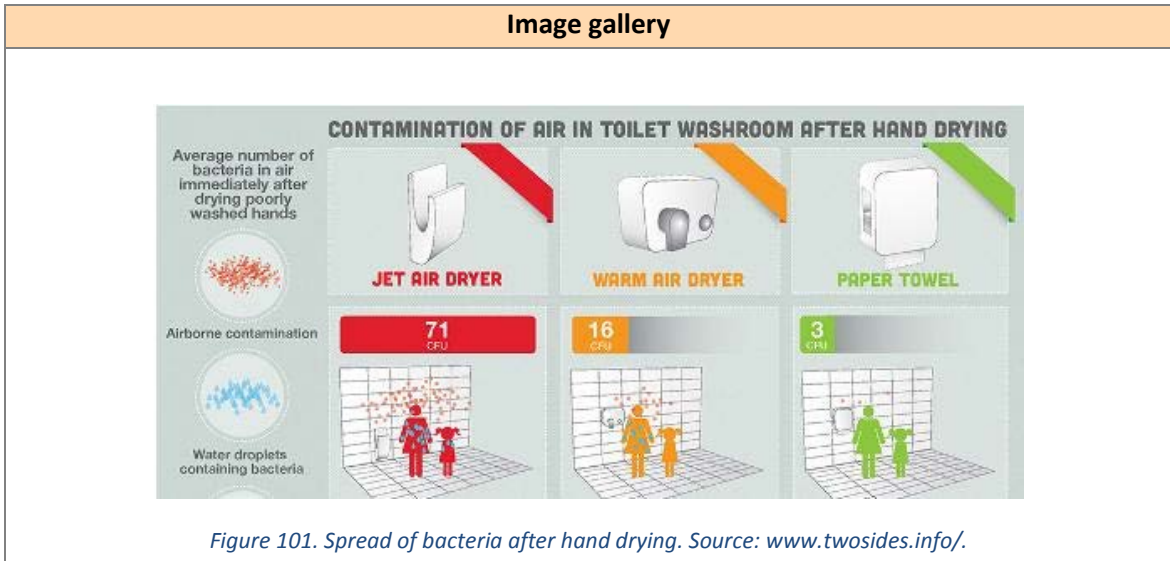 Image gallery
CONTAMINATION OF AIR IN TOILET WASHROOM AFTER HAND DRYING
Average number of
bacteria in air
immediately after
drying poorly
washed hands
JET AIR DRYER
WARM AIR DRYER
PAPER TOWEL
Airborne contamination
71
CFU
16
CFU
3
CFU
Water droplets
containing bacteria
Figure 101. Spread of bacteria after hand drying. Source: www.twosides.info/.